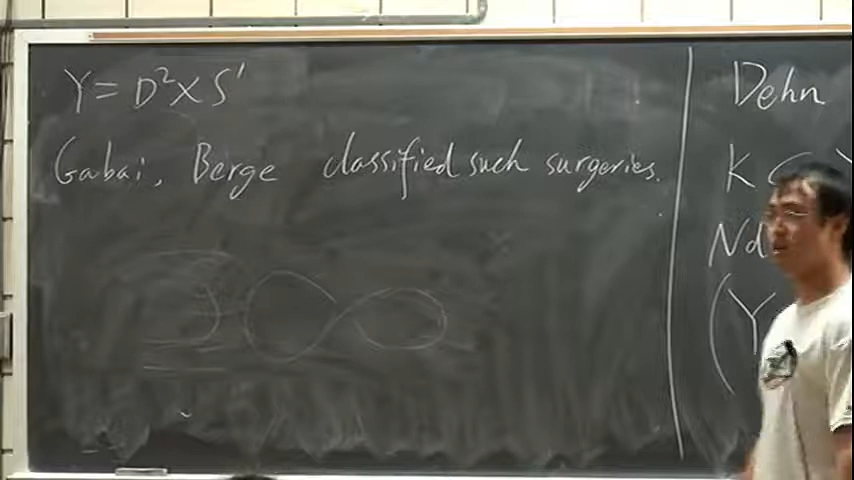 Y = D² × S¹
Gabai, Berge classified such surgeries.
Dehn
K ⊂
Nd
(Y